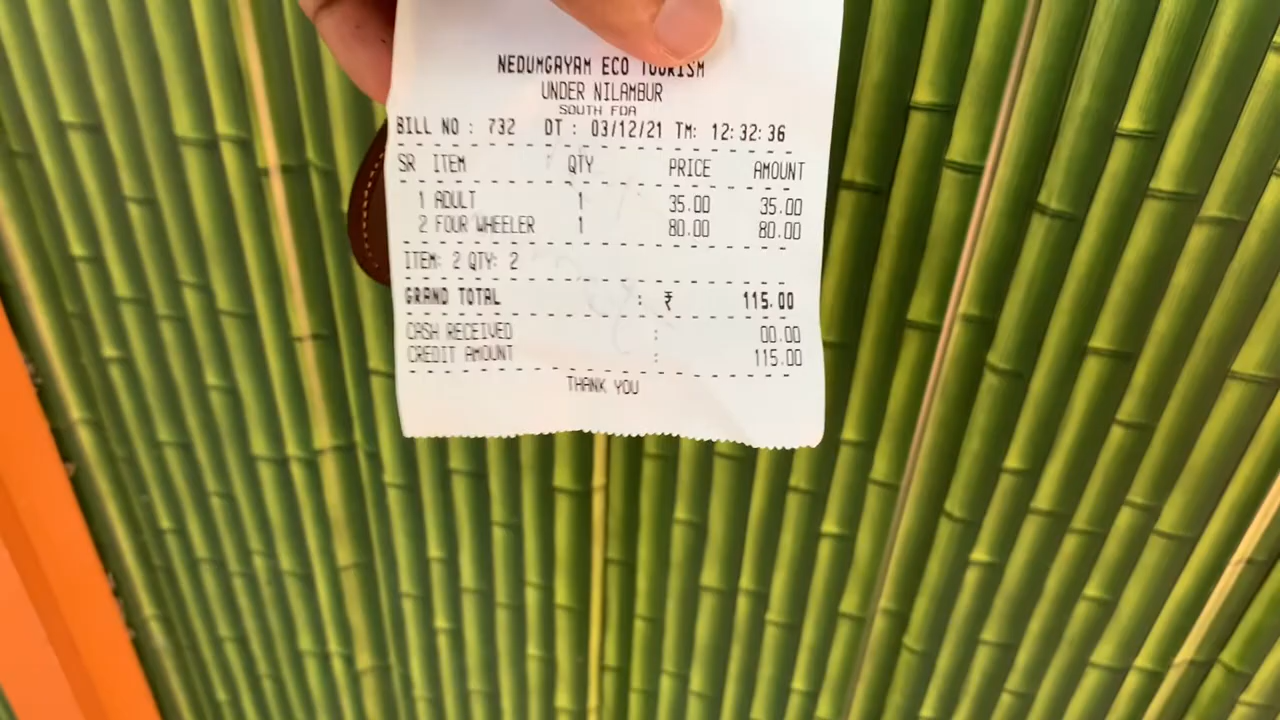 NEDUMGAYAM ECO TOURISM
UNDER NILAMBUR
SOUTH FDA
BILL NO : 732 DT : 03/12/21 TM: 12:32:36
SR ITEM QTY PRICE AMOUNT
1 ADULT 1 35.00 35.00
2 FOUR WHEELER 1 80.00 80.00
ITEM: 2 QTY: 2
GRAND TOTAL : ₹ 115.00
CASH RECEIVED : 00.00
CREDIT AMOUNT : 115.00
THANK YOU